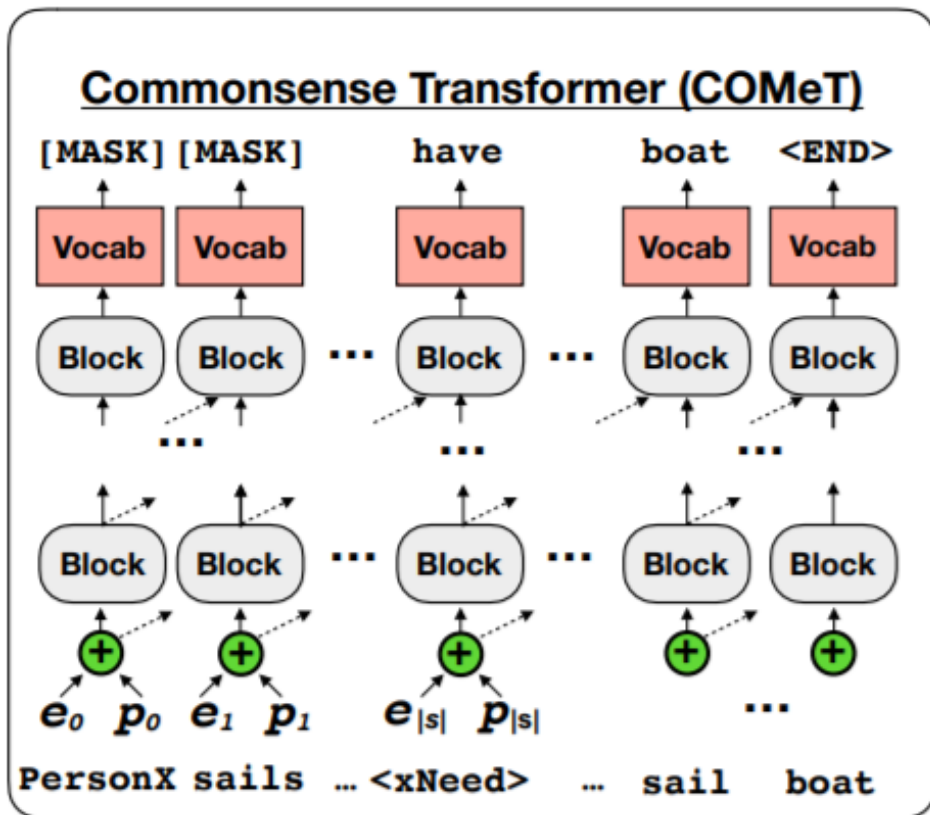 Commonsense Transformer (COMeT)
[MASK] [MASK] have boat <END>
Vocab Vocab Vocab Vocab Vocab
Block Block ... Block ... Block Block
... ... ...
Block Block ... Block ... Block Block
+ + + + +
e0 p0 e1 p1 e|s| p|s| ...
PersonX sails ... <xNeed> ... sail boat